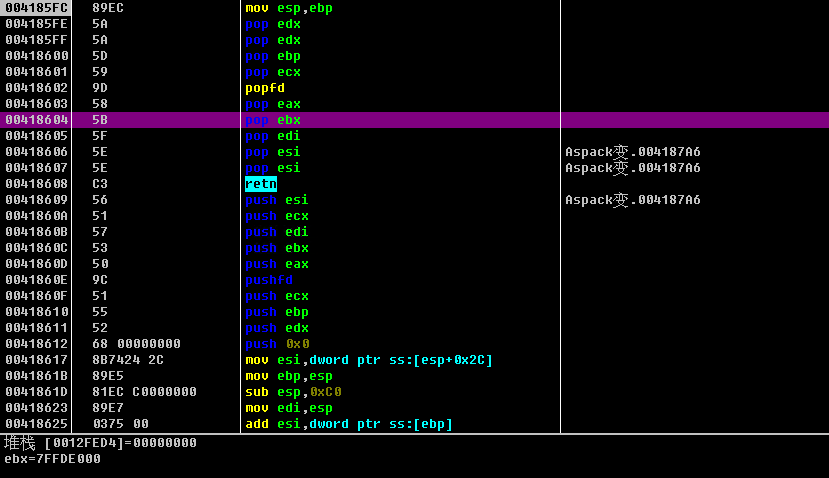 004185FC 89EC mov esp,ebp
004185FE 5A pop edx
004185FF 5A pop edx
00418600 5D pop ebp
00418601 59 pop ecx
00418602 9D popfd
00418603 58 pop eax
00418604 5B pop ebx
00418605 5F pop edi
00418606 5E pop esi Aspack变.004187A6
00418607 5E pop esi Aspack变.004187A6
00418608 C3 retn
00418609 56 push esi Aspack变.004187A6
0041860A 51 push ecx
0041860B 57 push edi
0041860C 53 push ebx
0041860D 50 push eax
0041860E 9C pushfd
0041860F 51 push ecx
00418610 55 push ebp
00418611 52 push edx
00418612 68 00000000 push 0x0
00418617 8B7424 2C mov esi,dword ptr ss:[esp+0x2C]
0041861B 89E5 mov ebp,esp
0041861D 81EC C0000000 sub esp,0xC0
00418623 89E7 mov edi,esp
00418625 0375 00 add esi,dword ptr ss:[ebp]
堆栈 [0012FED4]=00000000
ebx=7FFDE000